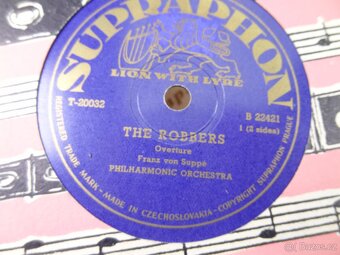 SUPRAPHON
LION WITH LYRE
T-20032
B 22421
1 (2 sides)
THE ROBBERS
Overture
Franz von Suppé
PHILHARMONIC ORCHESTRA
REGISTERED TRADE MARK - MADE IN CZECHOSLOVAKIA - COPYRIGHT SUPRAPHON PRAGUE